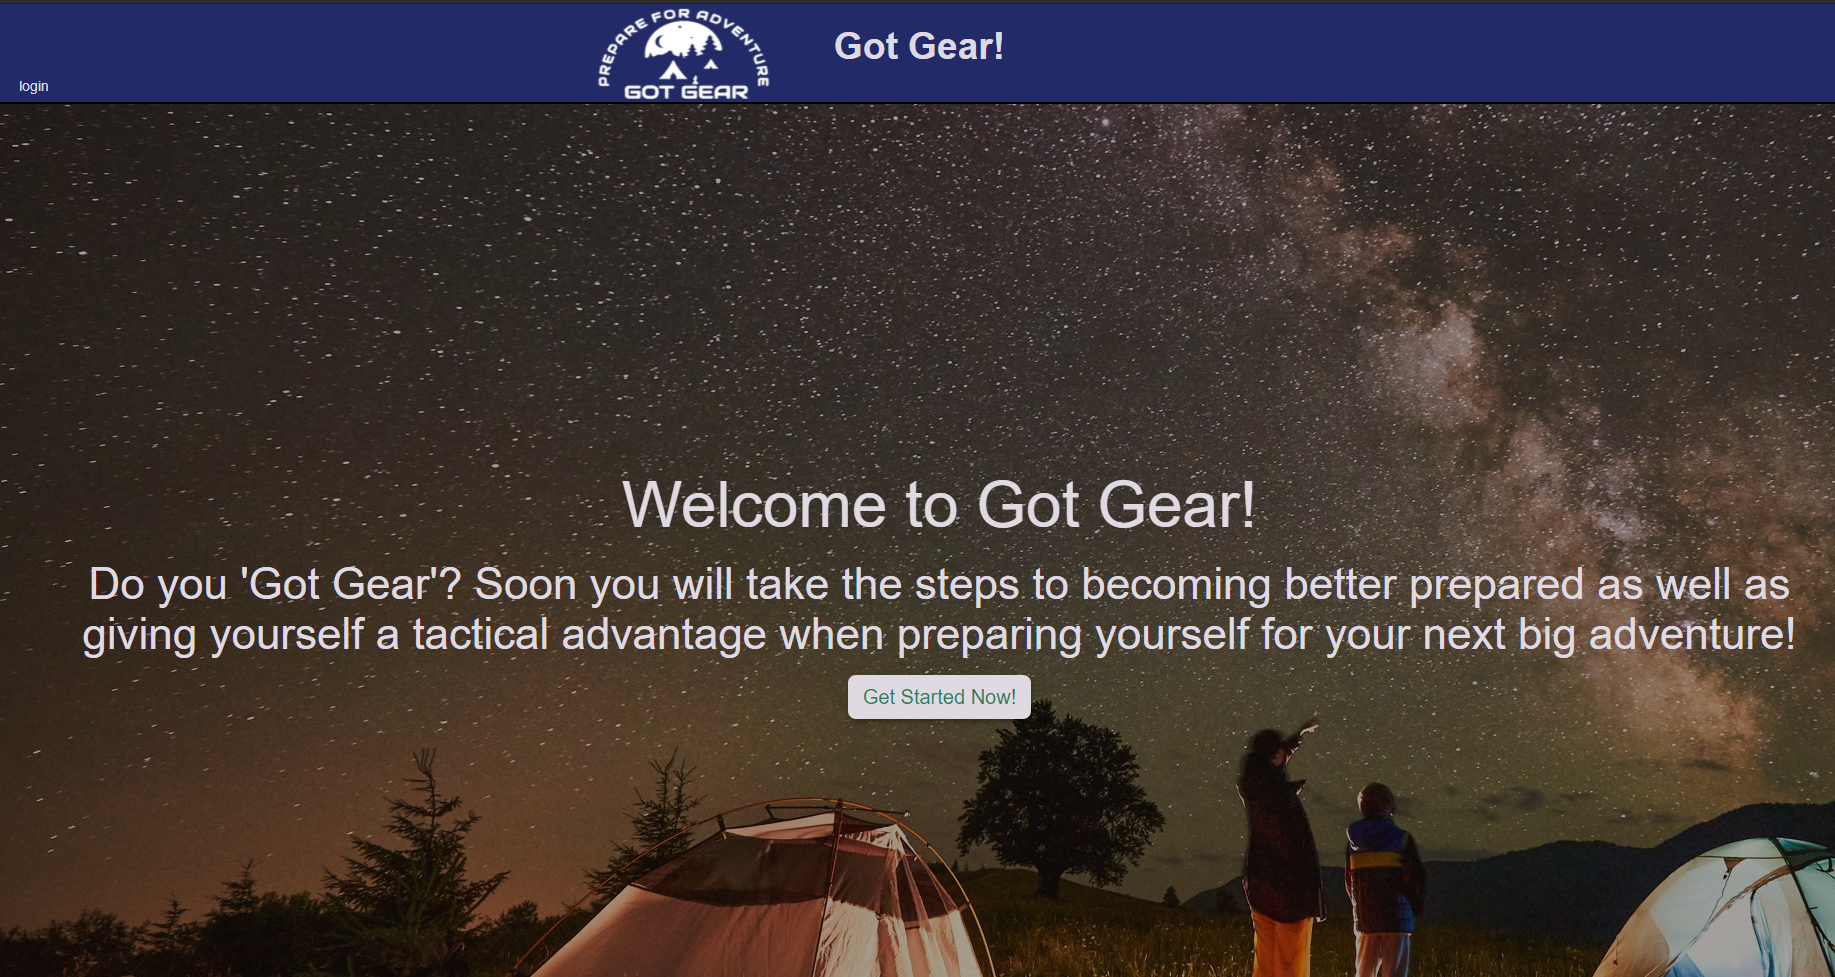 PREPARE FOR ADVENTURE
GOT GEAR
Got Gear!
login
Welcome to Got Gear!
Do you 'Got Gear'? Soon you will take the steps to becoming better prepared as well as
giving yourself a tactical advantage when preparing yourself for your next big adventure!
Get Started Now!